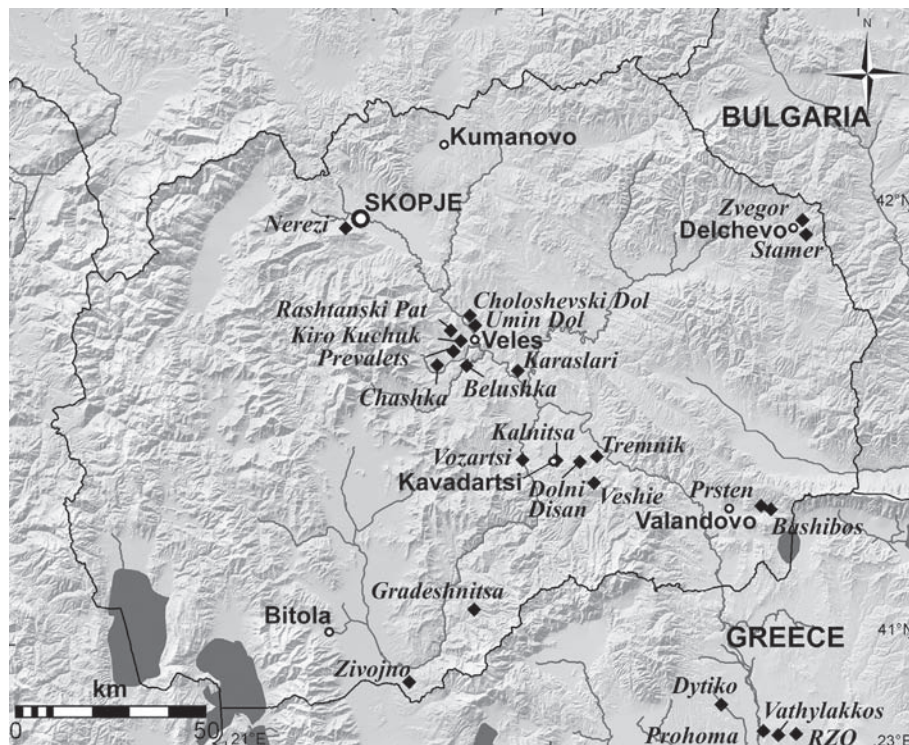 N
BULGARIA
Kumanovo
42°N
SKOPJE
Nerezi
Zvegor
Delchevo
Stamer
Choloshevski Dol
Rashtanski Pat
Umin Dol
Kiro Kuchuk
Veles
Prevalets
Karaslari
Chashka
Belushka
Kalnitsa
Tremnik
Vozartsi
Kavadartsi
Dolni
Disan
Veshie
Prsten
Valandovo
Bashibos
Gradeshnitsa
Bitola
41°N
GREECE
Zivojno
km
Dytiko
Vathylakkos
0 50
21°E
Prohoma
RZO
23°E